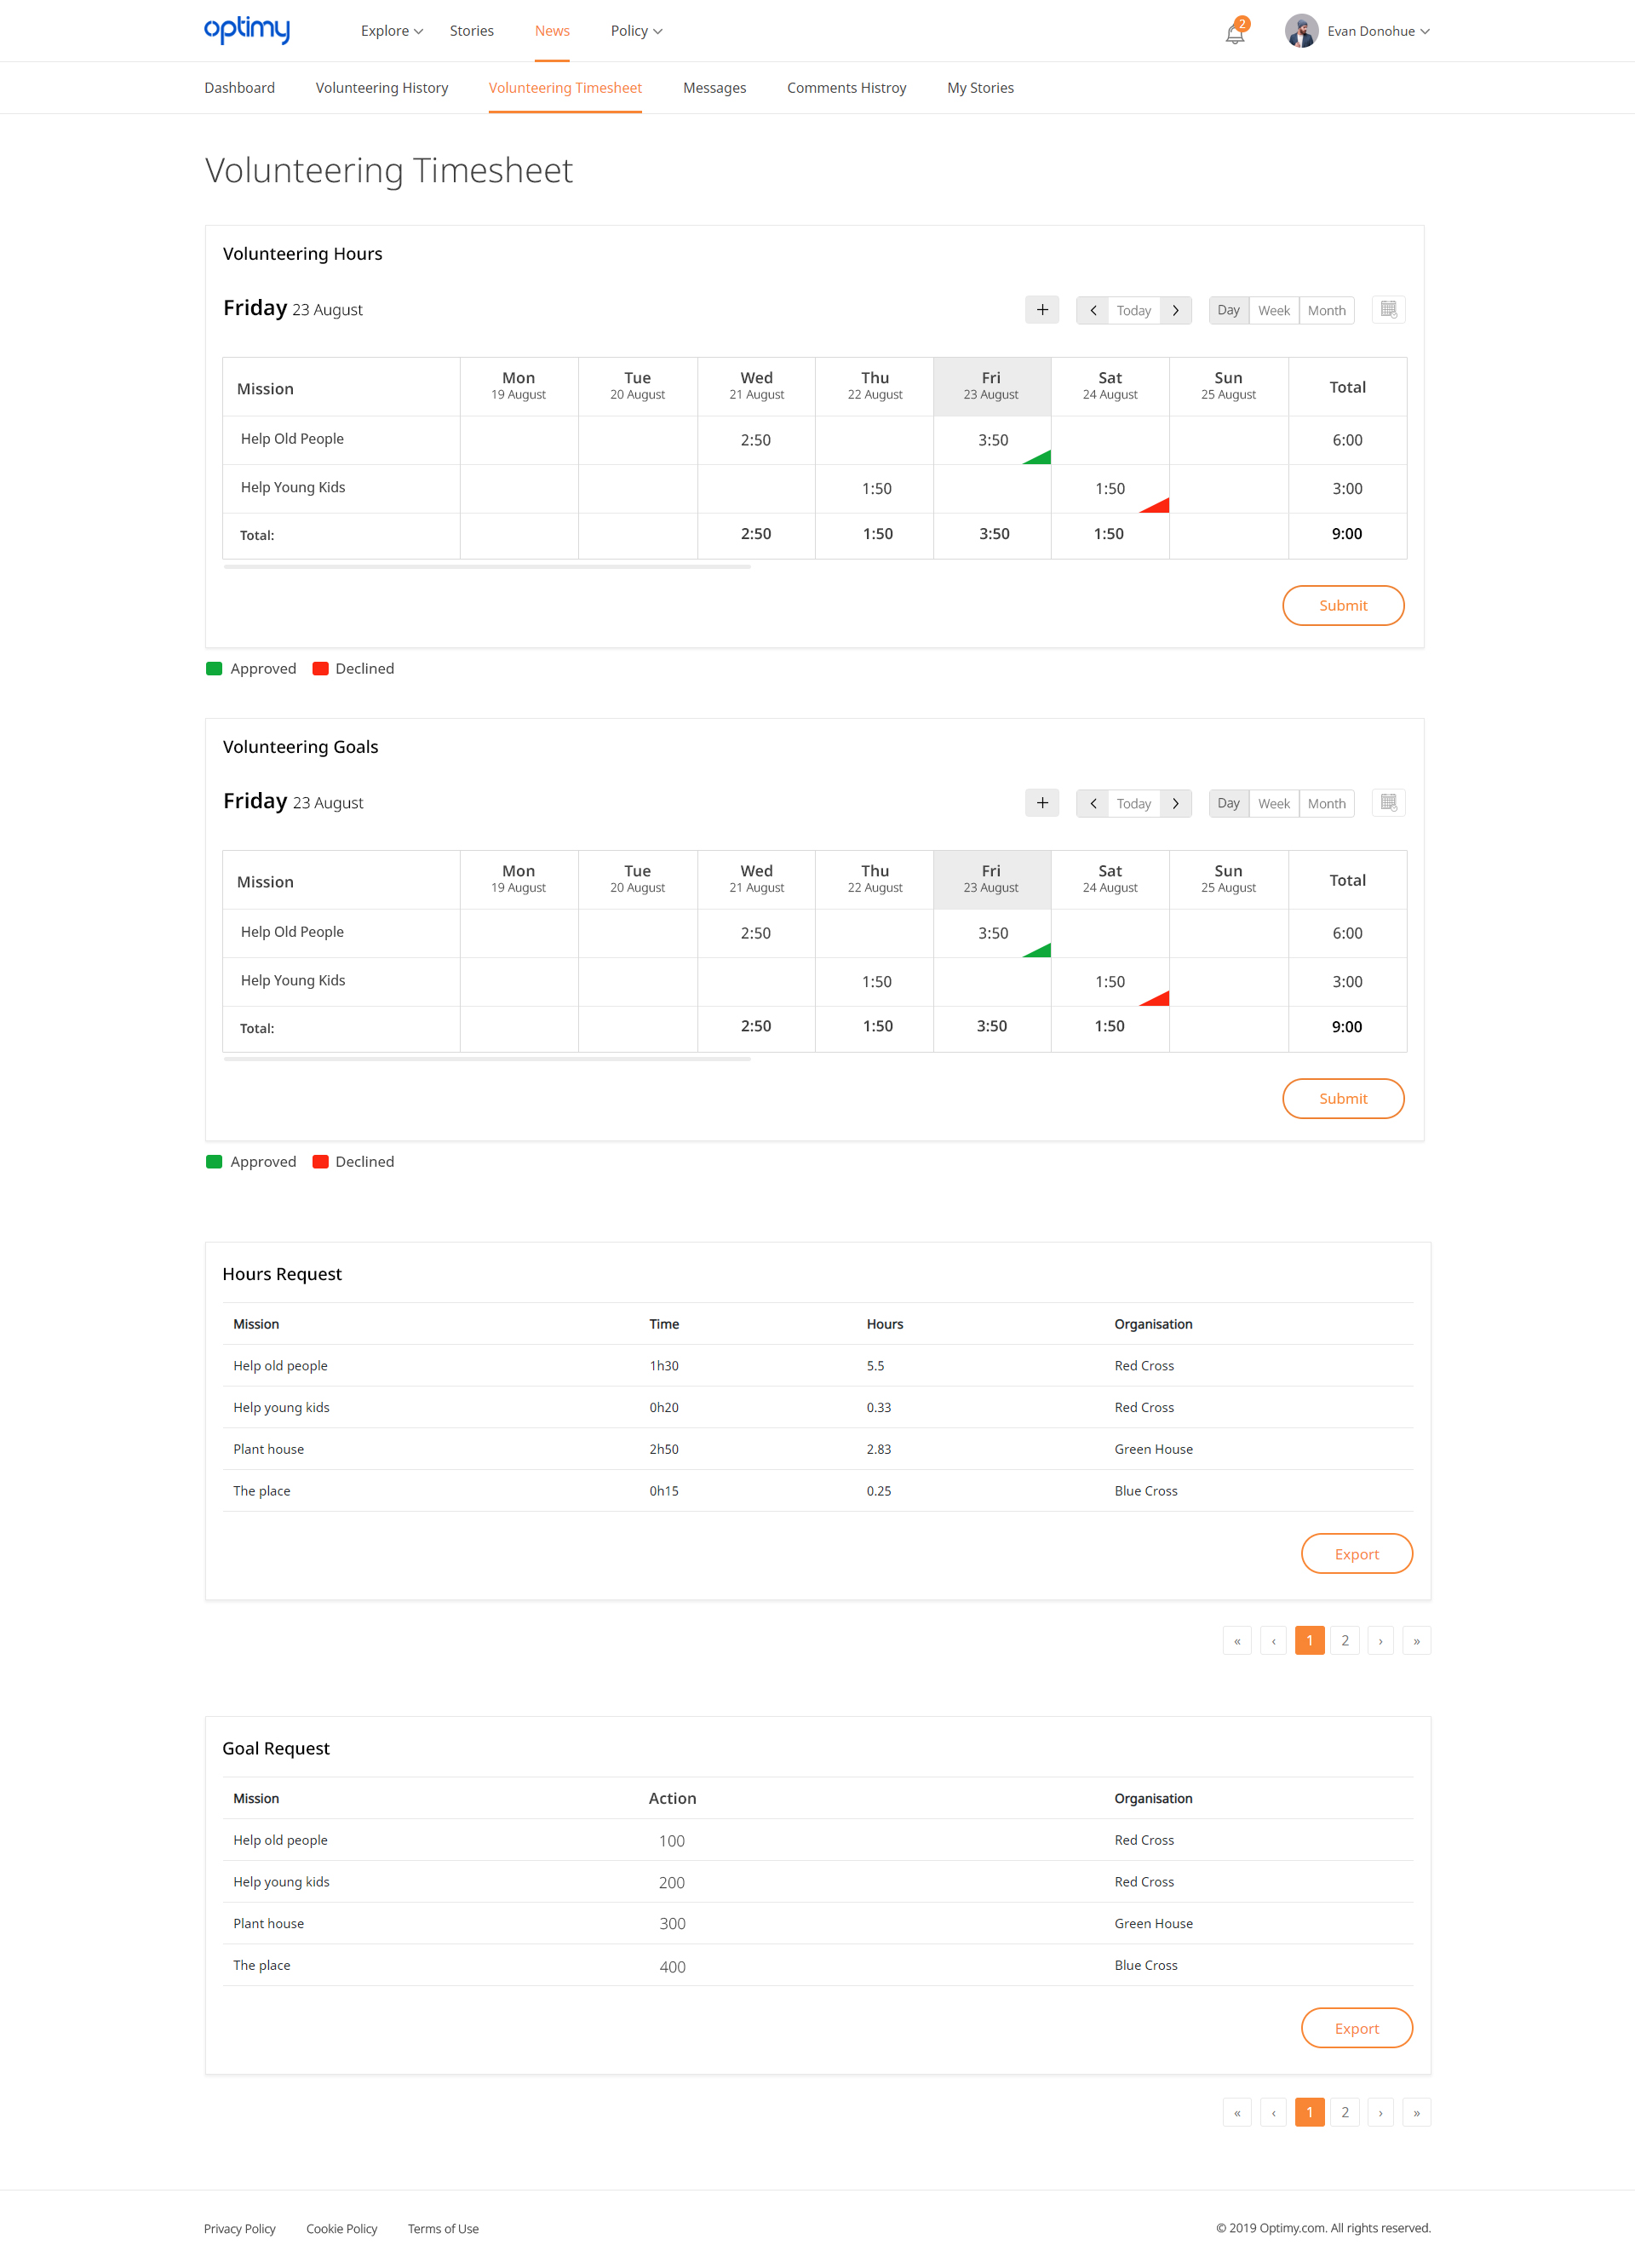 optimy Explore Stories News Policy 2 Evan Donohue
Dashboard Volunteering History Volunteering Timesheet Messages Comments Histroy My Stories
Volunteering Timesheet
Volunteering Hours
Friday 23 August + < Today > Day Week Month
Mission Mon Tue Wed Thu Fri Sat Sun Total
19 August 20 August 21 August 22 August 23 August 24 August 25 August
Help Old People 2:50 3:50 6:00
Help Young Kids 1:50 1:50 3:00
Total: 2:50 1:50 3:50 1:50 9:00
Submit
Approved Declined
Volunteering Goals
Friday 23 August + < Today > Day Week Month
Mission Mon Tue Wed Thu Fri Sat Sun Total
19 August 20 August 21 August 22 August 23 August 24 August 25 August
Help Old People 2:50 3:50 6:00
Help Young Kids 1:50 1:50 3:00
Total: 2:50 1:50 3:50 1:50 9:00
Submit
Approved Declined
Hours Request
Mission Time Hours Organisation
Help old people 1h30 5.5 Red Cross
Help young kids 0h20 0.33 Red Cross
Plant house 2h50 2.83 Green House
The place 0h15 0.25 Blue Cross
Export
« ‹ 1 2 › »
Goal Request
Mission Action Organisation
Help old people 100 Red Cross
Help young kids 200 Red Cross
Plant house 300 Green House
The place 400 Blue Cross
Export
« ‹ 1 2 › »
Privacy Policy Cookie Policy Terms of Use © 2019 Optimy.com. All rights reserved.